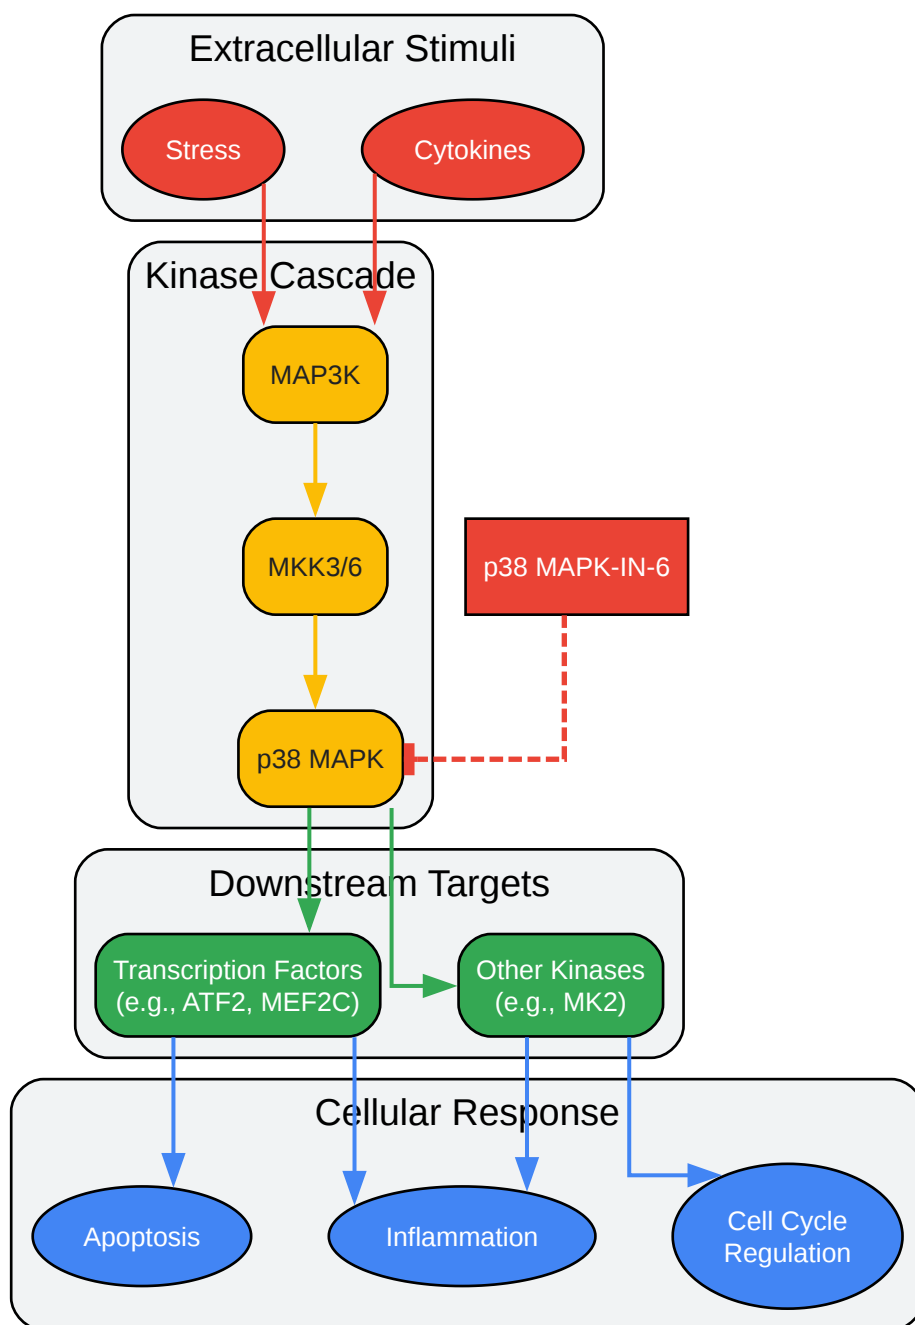 Extracellular Stimuli
Stress
Cytokines
Kinase Cascade
MAP3K
MKK3/6
p38 MAPK-IN-6
p38 MAPK
Downstream Targets
Transcription Factors
(e.g., ATF2, MEF2C)
Other Kinases
(e.g., MK2)
Cellular Response
Apoptosis
Inflammation
Cell Cycle
Regulation